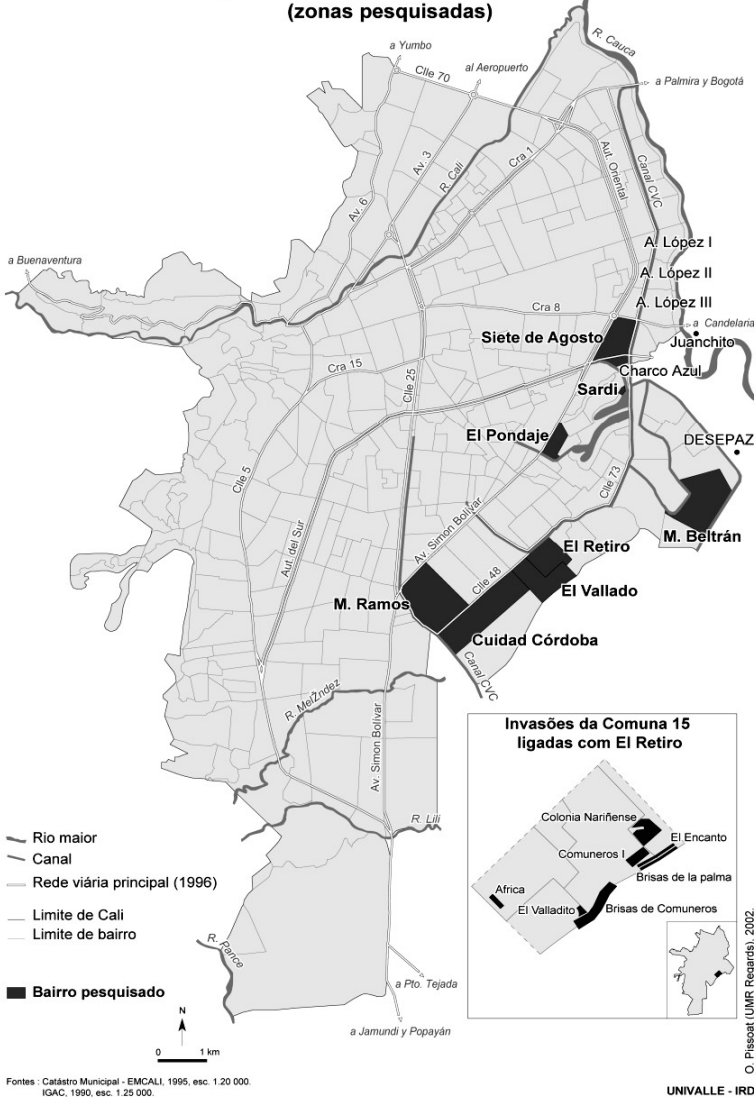 (zonas pesquisadas)
R. Cauca
a Yumbo
al Aeropuerto
Clle 70
a Palmira y Bogotá
Cra 1
Aut. Oriental
Canal CVC
Av. 3
R. Cali
Av. 6
A. López I
a Buenaventura
A. López II
A. López III
Cra 8
a Candelaria
Siete de Agosto
Juanchito
Cra 15
Clle 25
Charco Azul
Sardi
El Pondaje
DESEPAZ
Clle 5
Clle 73
Aut. del Sur
Av. Simon Bolívar
M. Beltrán
El Retiro
Clle 48
El Vallado
M. Ramos
Cuidad Córdoba
Canal CVC
R. MelŽndez
Av. Simon Bolívar
R. Lili
Invasões da Comuna 15
ligadas com El Retiro
Colonia Nariñense
El Encanto
Comuneros I
Brisas de la palma
Africa
El Valladito
Brisas de Comuneros
Rio maior
Canal
Rede viária principal (1996)
Limite de Cali
Limite de bairro
Bairro pesquisado
R. Pance
a Pto. Tejada
a Jamundi y Popayán
N
0 1 km
O. Pissoat (UMR Regards), 2002.
Fontes : Catástro Municipal - EMCALI, 1995, esc. 1.20 000.
IGAC, 1990, esc. 1.25 000.
UNIVALLE - IRD